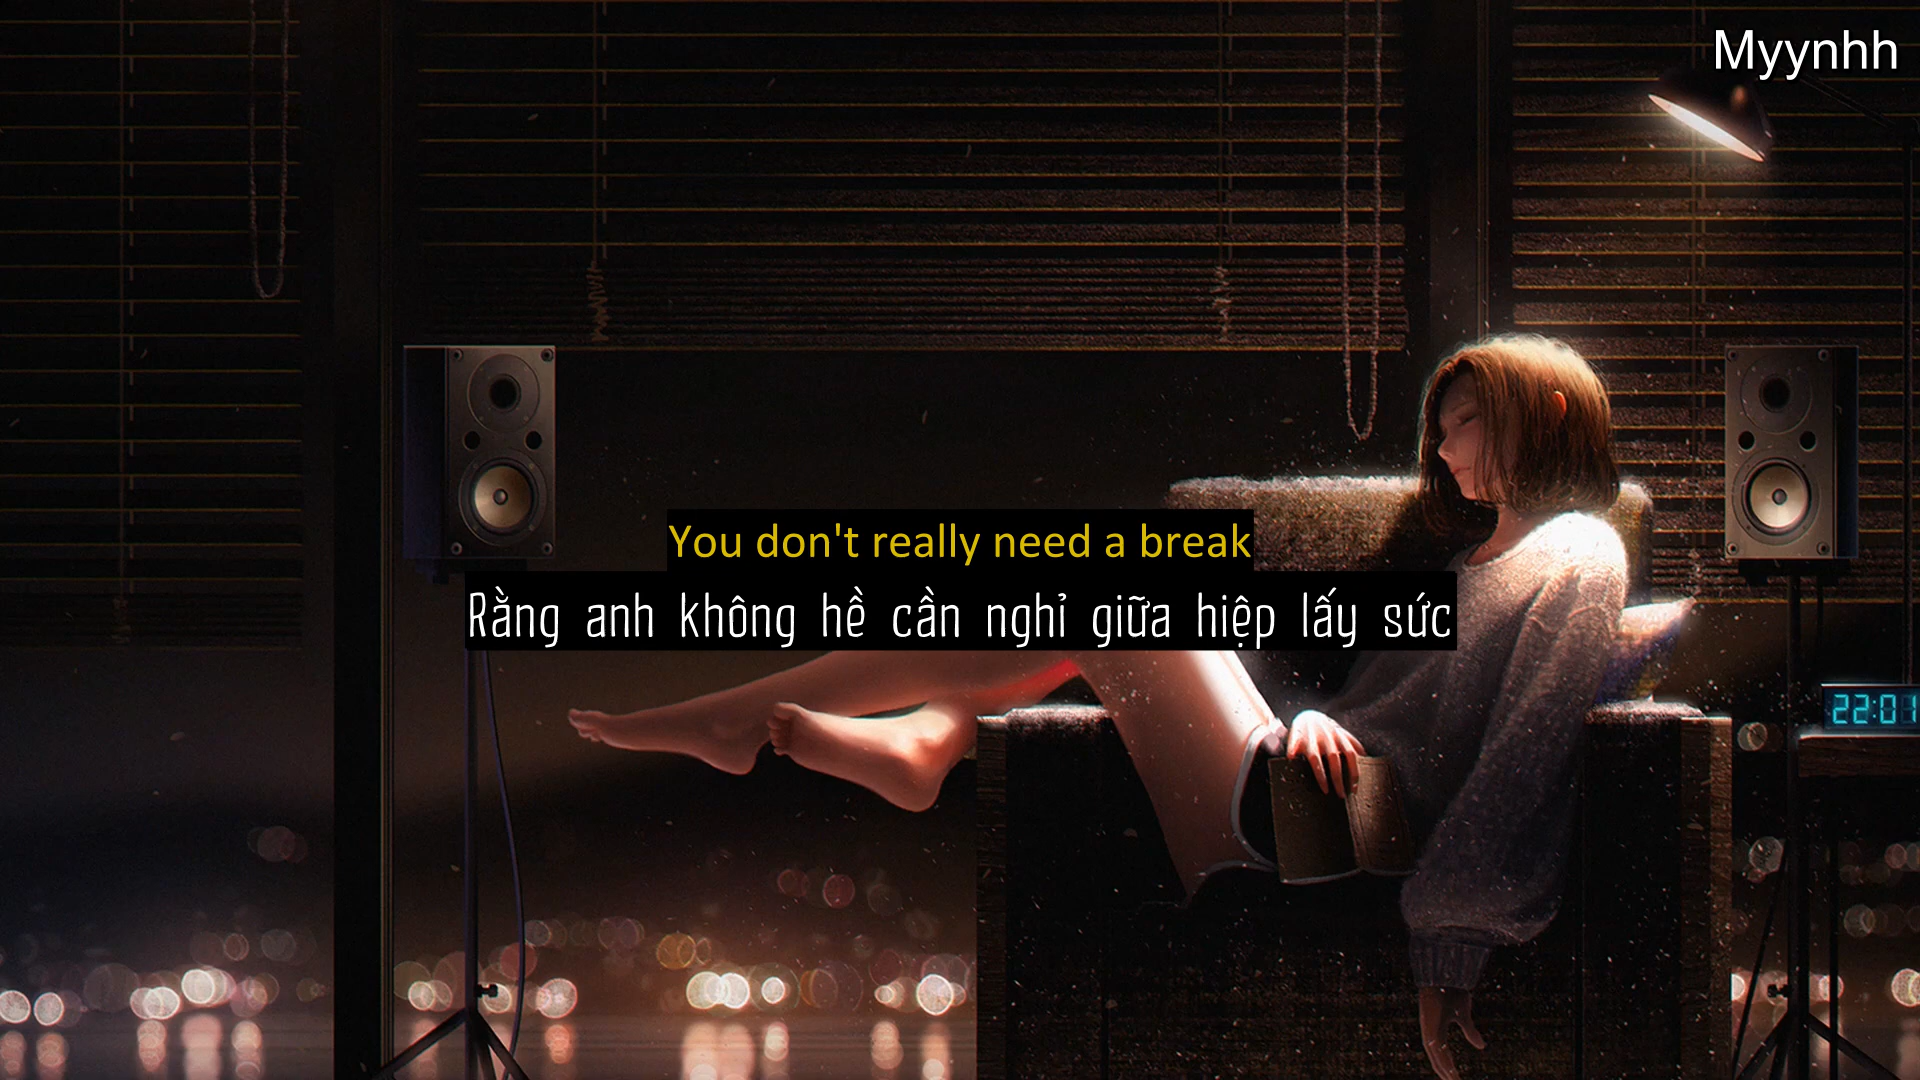 Myynhh
You don't really need a break
Rằng anh không hề cần nghỉ giữa hiệp lấy sức
22:01